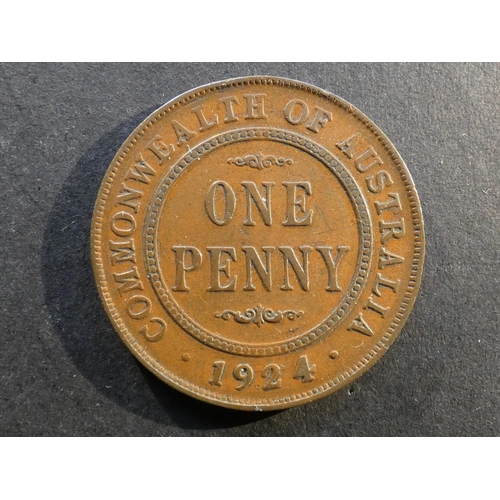 COMMONWEALTH OF AUSTRALIA
ONE
PENNY
· 1924 ·